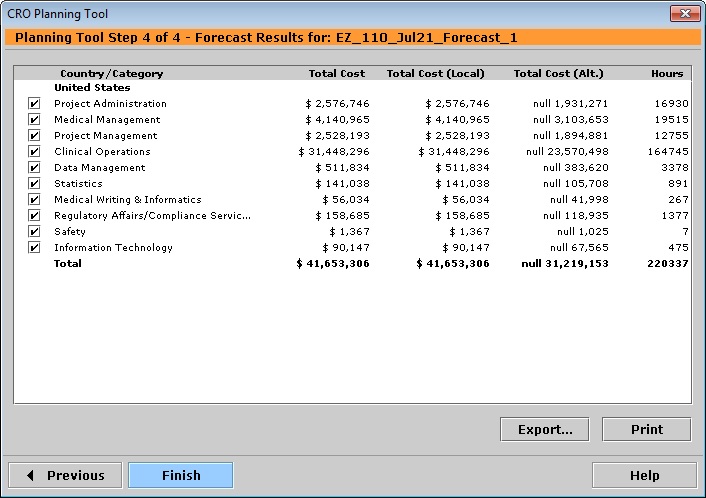 CRO Planning Tool
Planning Tool Step 4 of 4 - Forecast Results for: EZ_110_Jul21_Forecast_1
Country/Category Total Cost Total Cost (Local) Total Cost (Alt.) Hours
United States
Project Administration $ 2,576,746 $ 2,576,746 null 1,931,271 16930
Medical Management $ 4,140,965 $ 4,140,965 null 3,103,653 19515
Project Management $ 2,528,193 $ 2,528,193 null 1,894,881 12755
Clinical Operations $ 31,448,296 $ 31,448,296 null 23,570,498 164745
Data Management $ 511,834 $ 511,834 null 383,620 3378
Statistics $ 141,038 $ 141,038 null 105,708 891
Medical Writing & Informatics $ 56,034 $ 56,034 null 41,998 267
Regulatory Affairs/Compliance Servic... $ 158,685 $ 158,685 null 118,935 1377
Safety $ 1,367 $ 1,367 null 1,025 7
Information Technology $ 90,147 $ 90,147 null 67,565 475
Total $ 41,653,306 $ 41,653,306 null 31,219,153 220337
Export... Print
Previous Finish Help